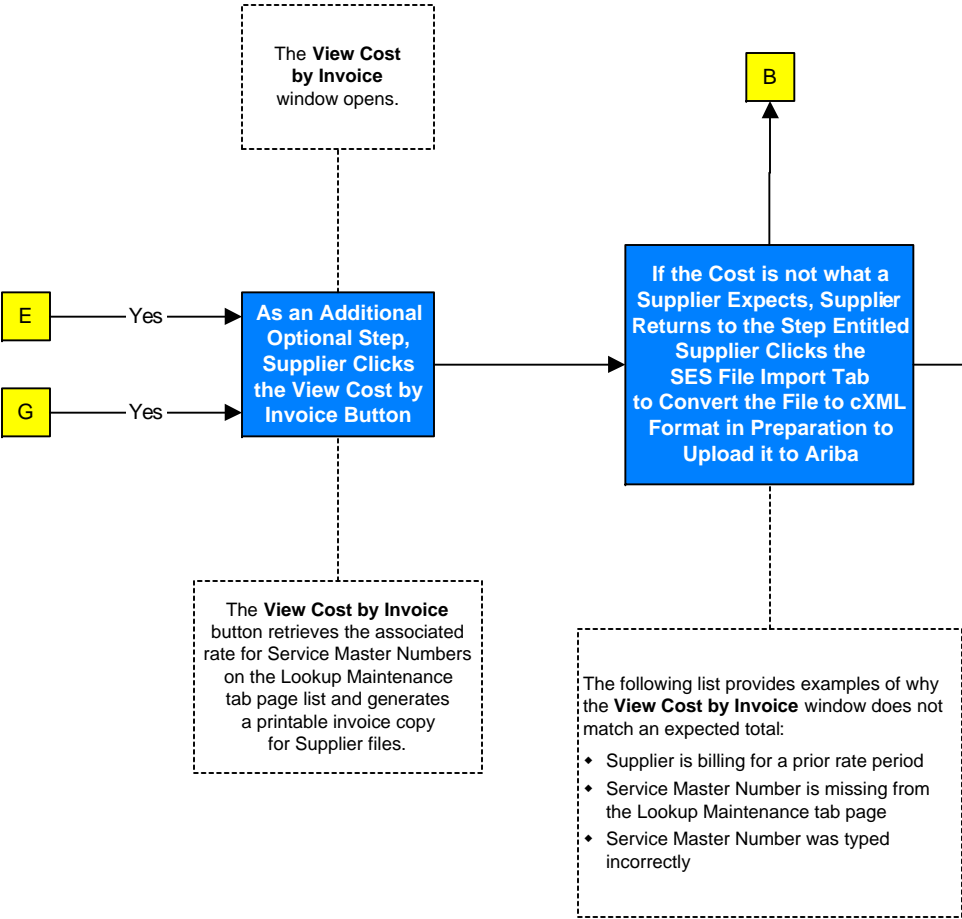 The View Cost
by Invoice
window opens.
B
E
Yes
G
Yes
As an Additional
Optional Step,
Supplier Clicks
the View Cost by
Invoice Button
If the Cost is not what a
Supplier Expects, Supplier
Returns to the Step Entitled
Supplier Clicks the
SES File Import Tab
to Convert the File to cXML
Format in Preparation to
Upload it to Ariba
The View Cost by Invoice
button retrieves the associated
rate for Service Master Numbers
on the Lookup Maintenance
tab page list and generates
a printable invoice copy
for Supplier files.
The following list provides examples of why
the View Cost by Invoice window does not
match an expected total:
◆ Supplier is billing for a prior rate period
◆ Service Master Number is missing from
the Lookup Maintenance tab page
◆ Service Master Number was typed
incorrectly